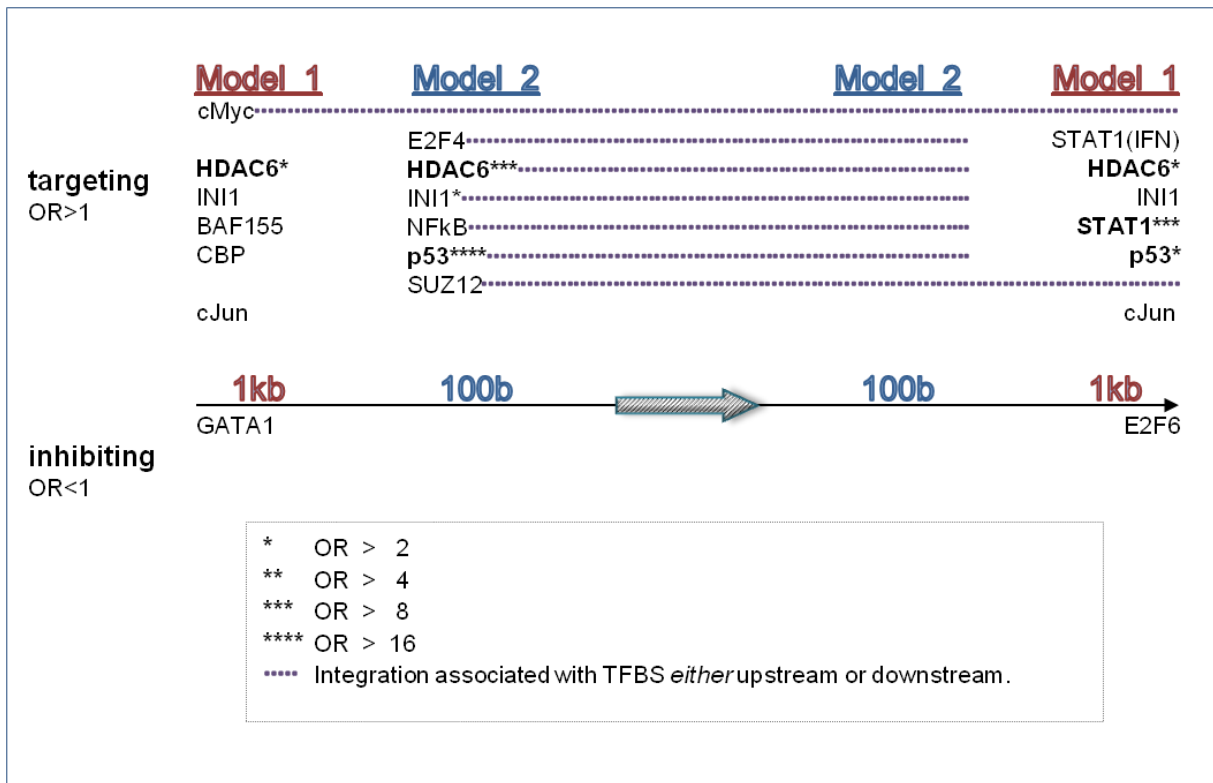 Model 1 Model 2 Model 2 Model 1
cMyc
E2F4 STAT1(IFN)
targeting HDAC6* HDAC6*** HDAC6*
OR>1 INI1 INI1* INI1
BAF155 NFkB STAT1***
CBP p53**** p53*
SUZ12
cJun cJun
1kb 100b 100b 1kb
GATA1 E2F6
inhibiting
OR<1
* OR > 2
** OR > 4
*** OR > 8
**** OR > 16
Integration associated with TFBS either upstream or downstream.